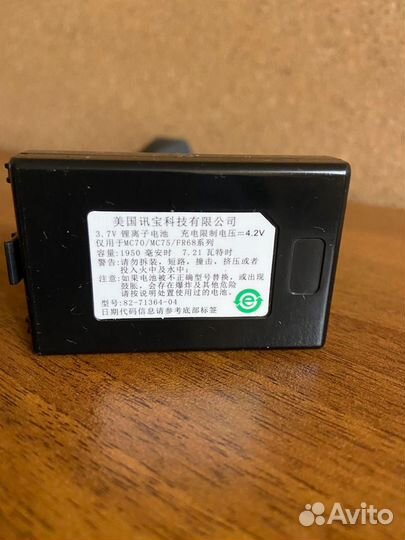 美国讯宝科技有限公司
3.7V 锂离子电池 充电限制电压=4.2V
仅用于MC70/MC75/FR68系列
容量:1950 毫安时 7.21 瓦特时
警告:请勿拆装，短路，撞击，挤压或者
投入火中及水中;
注意:如果电池被不正确型号替换，或出现
鼓胀，会存在爆炸及其他危险
请按说明处置使用过的电池.
型号:82-71364-04
日期代码信息请参考底部标签
e
Avito